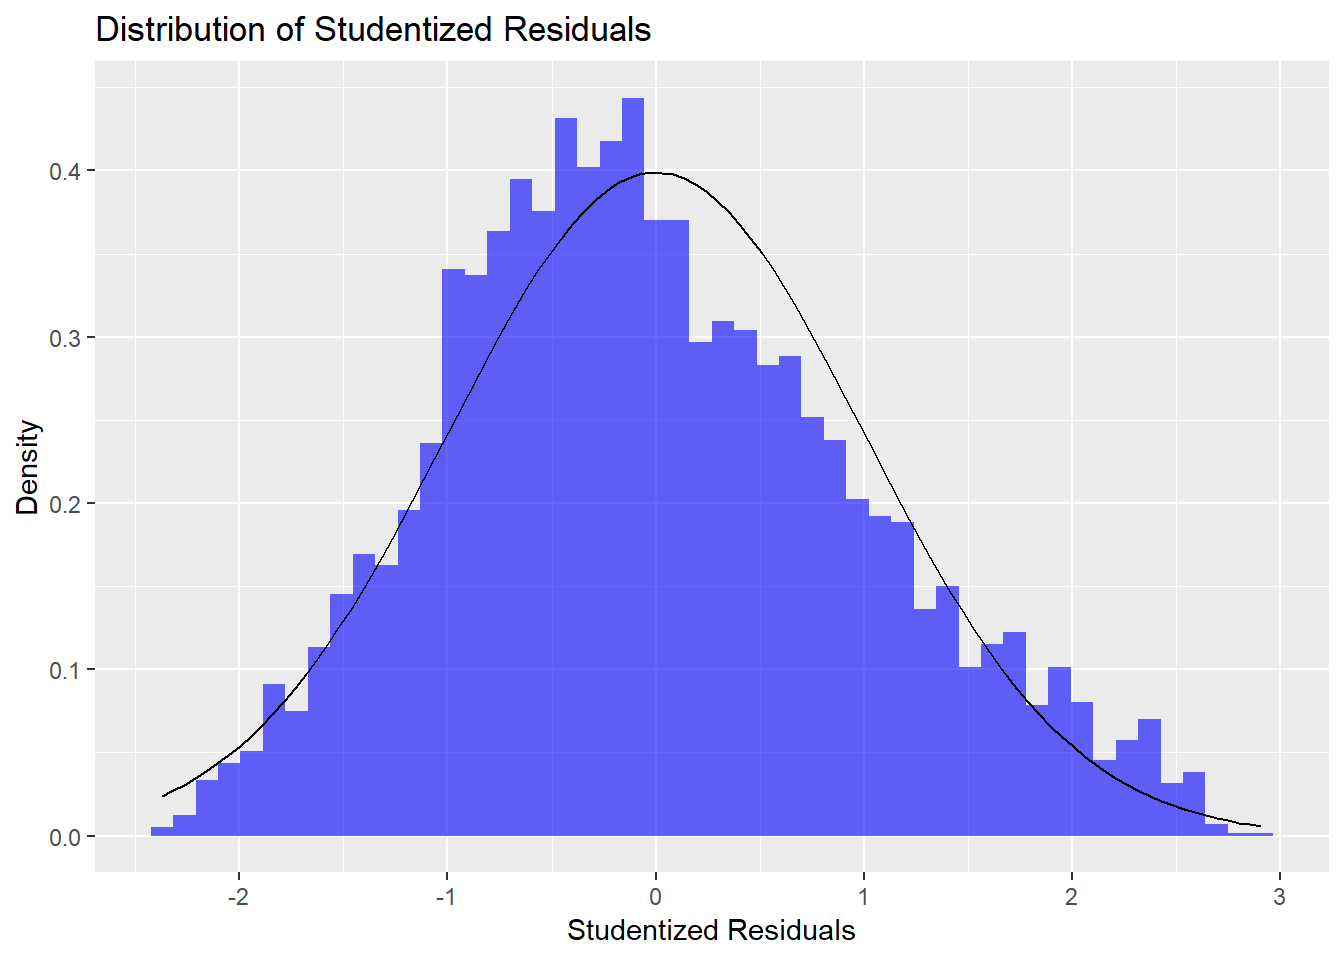 Distribution of Studentized Residuals
Density
0.4
0.3
0.2
0.1
0.0
-2 -1 0 1 2 3
Studentized Residuals